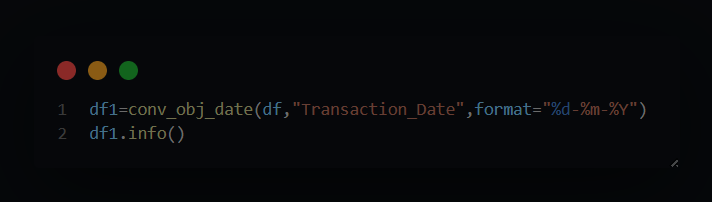 1 df1=conv_obj_date(df,"Transaction_Date",format="%d-%m-%Y")
2 df1.info()